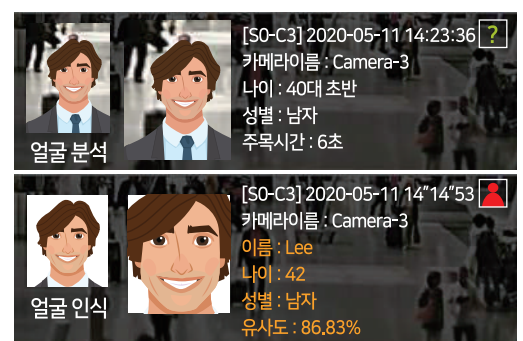 [S0-C3] 2020-05-11 14:23:36 ?
카메라이름 : Camera-3
나이 : 40대 초반
성별 : 남자
주목시간 : 6초
얼굴 분석
[S0-C3] 2020-05-11 14"14"53
카메라이름 : Camera-3
이름 : Lee
나이 : 42
성별 : 남자
유사도 : 86.83%
얼굴 인식